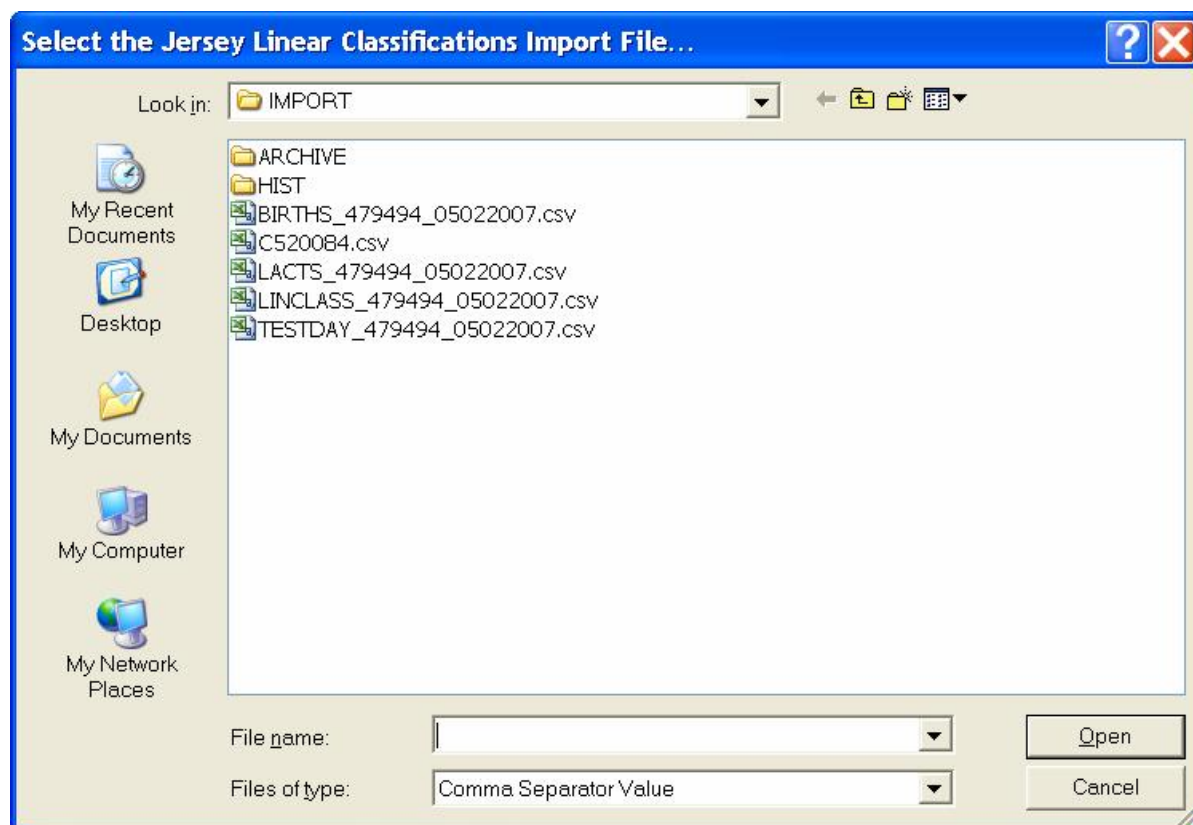 Select the Jersey Linear Classifications Import File...
Look in:
IMPORT
ARCHIVE
HIST
BIRTHS_479494_05022007.csv
C520084.csv
LACTS_479494_05022007.csv
LINCLASS_479494_05022007.csv
TESTDAY_479494_05022007.csv
My Recent
Documents
Desktop
My Documents
My Computer
My Network
Places
File name:
Open
Files of type:
Comma Separator Value
Cancel